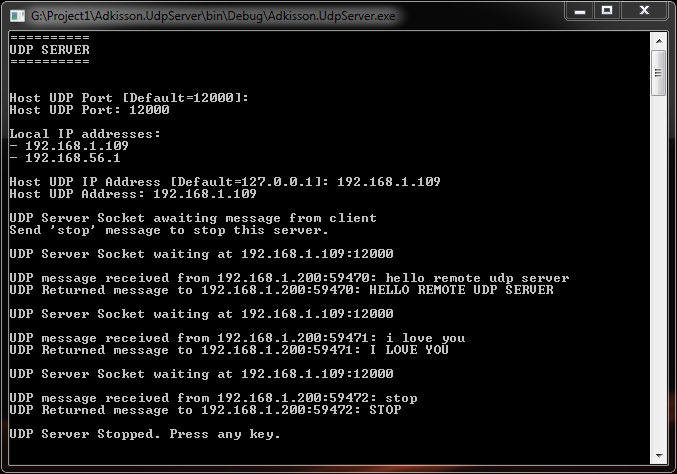 G:\Project1\Adkisson.UdpServer\bin\Debug\Adkisson.UdpServer.exe
==========
UDP SERVER
==========
Host UDP Port [Default=12000]:
Host UDP Port: 12000
Local IP addresses:
- 192.168.1.109
- 192.168.56.1
Host UDP IP Address [Default=127.0.0.1]: 192.168.1.109
Host UDP Address: 192.168.1.109
UDP Server Socket awaiting message from client
Send 'stop' message to stop this server.
UDP Server Socket waiting at 192.168.1.109:12000
UDP message received from 192.168.1.200:59470: hello remote udp server
UDP Returned message to 192.168.1.200:59470: HELLO REMOTE UDP SERVER
UDP Server Socket waiting at 192.168.1.109:12000
UDP message received from 192.168.1.200:59471: i love you
UDP Returned message to 192.168.1.200:59471: I LOVE YOU
UDP Server Socket waiting at 192.168.1.109:12000
UDP message received from 192.168.1.200:59472: stop
UDP Returned message to 192.168.1.200:59472: STOP
UDP Server Stopped. Press any key.